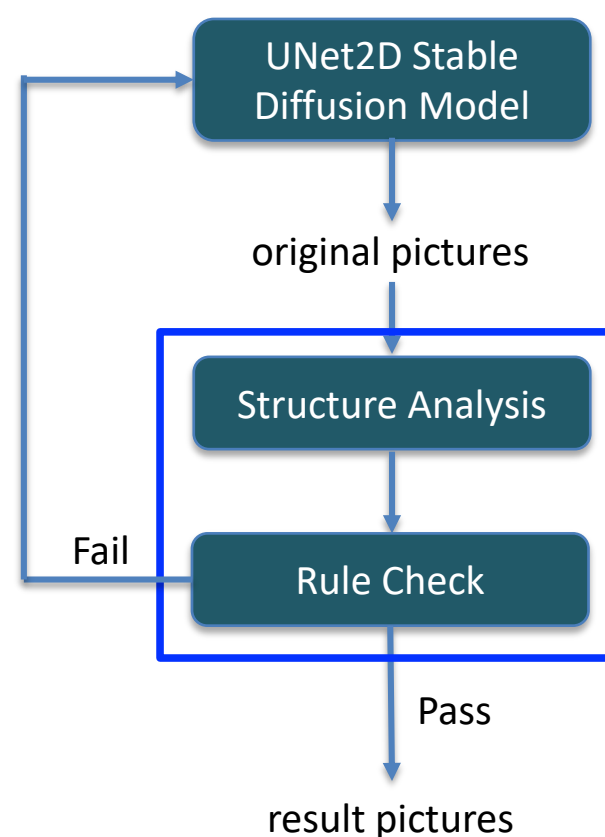 UNet2D Stable
Diffusion Model
original pictures
Structure Analysis
Fail
Rule Check
Pass
result pictures